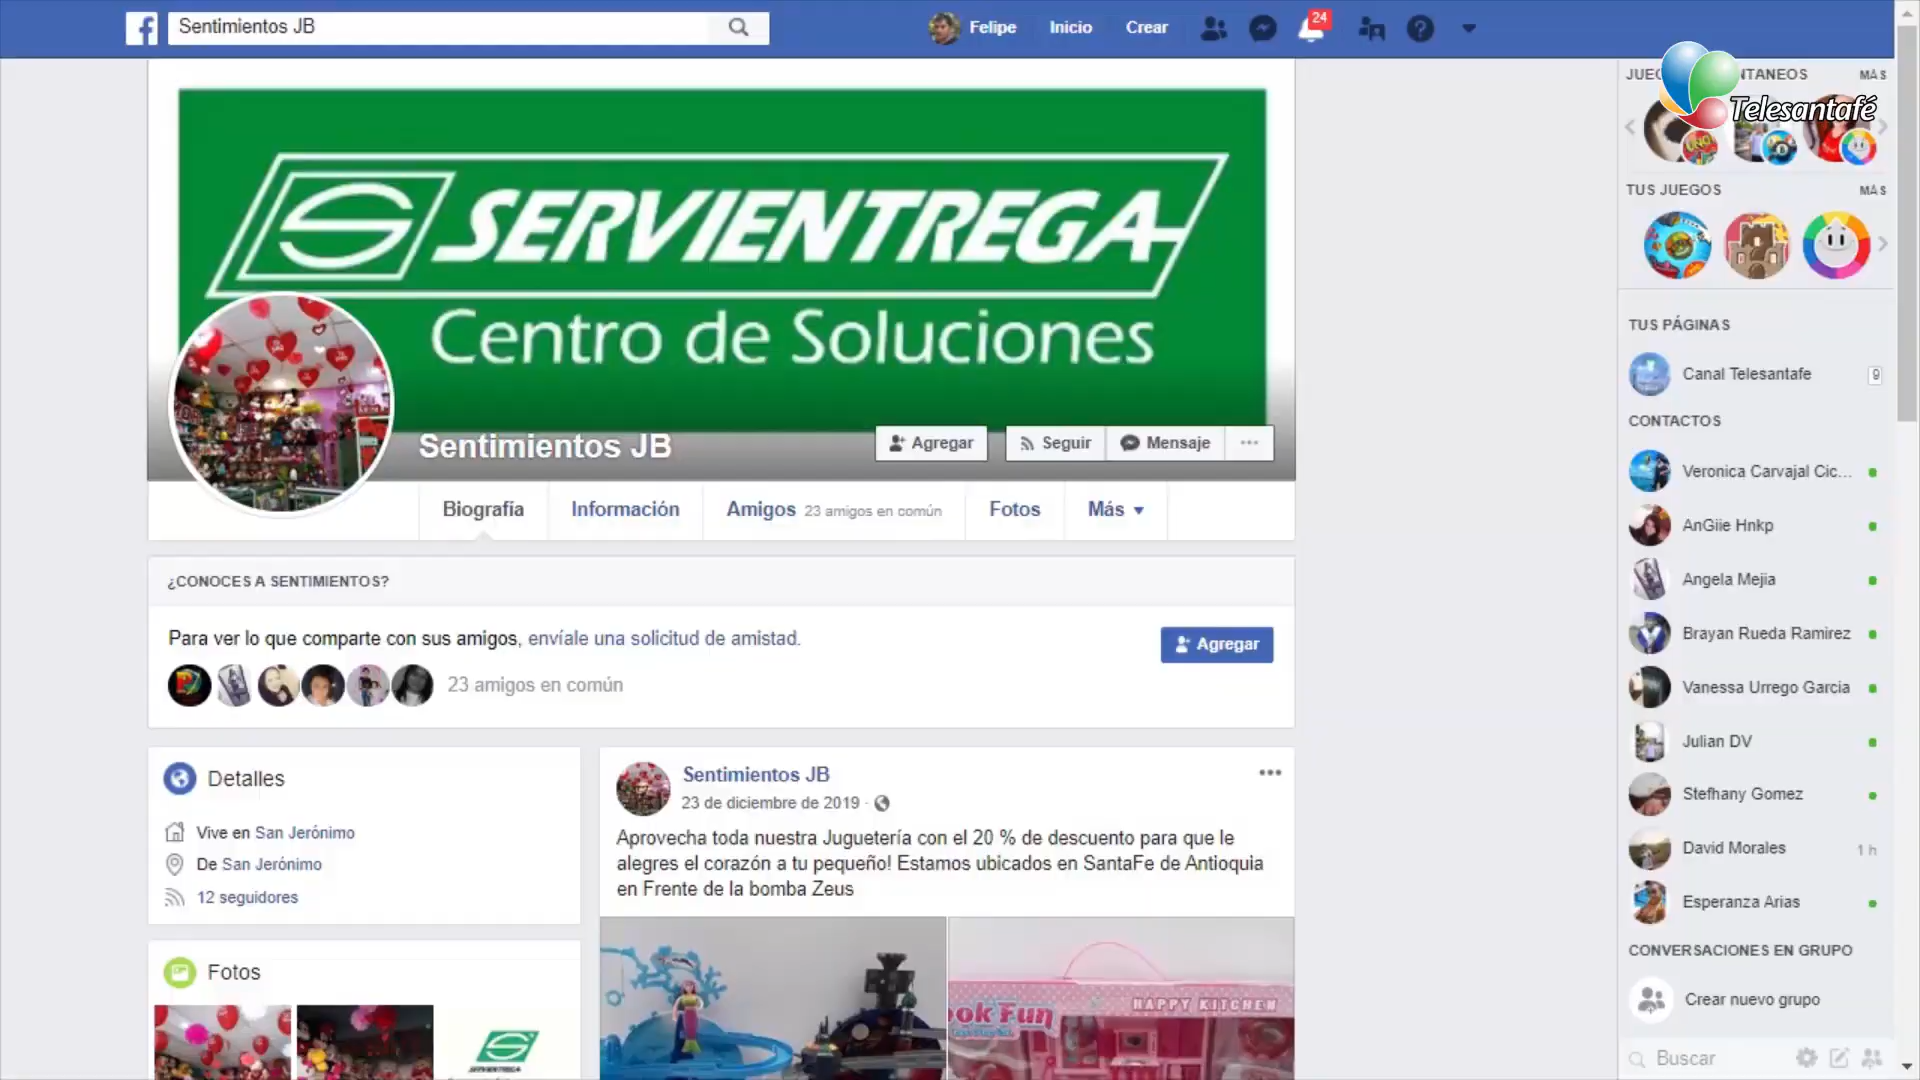 Sentimientos JB
Felipe
Inicio
Crear
24
SERVIENTREGA
Centro de Soluciones
Sentimientos JB
Agregar
Seguir
Mensaje
Biografía
Información
Amigos 23 amigos en común
Fotos
Más
¿CONOCES A SENTIMIENTOS?
Para ver lo que comparte con sus amigos, envíale una solicitud de amistad.
Agregar
23 amigos en común
Detalles
Vive en San Jerónimo
De San Jerónimo
12 seguidores
Fotos
SERVIENTREGA
Sentimientos JB
23 de diciembre de 2019 ·
Aprovecha toda nuestra Juguetería con el 20 % de descuento para que le
alegres el corazón a tu pequeño! Estamos ubicados en SantaFe de Antioquia
en Frente de la bomba Zeus
HAPPY KITCHEN
ok Fun
MÁS
Telesantafé
TUS JUEGOS
MÁS
TUS PÁGINAS
Canal Telesantafe
9
CONTACTOS
Veronica Carvajal Cic...
AnGiie Hnkp
Angela Mejia
Brayan Rueda Ramirez
Vanessa Urrego Garcia
Julian DV
Stefhany Gomez
David Morales
1 h
Esperanza Arias
CONVERSACIONES EN GRUPO
Crear nuevo grupo
Buscar